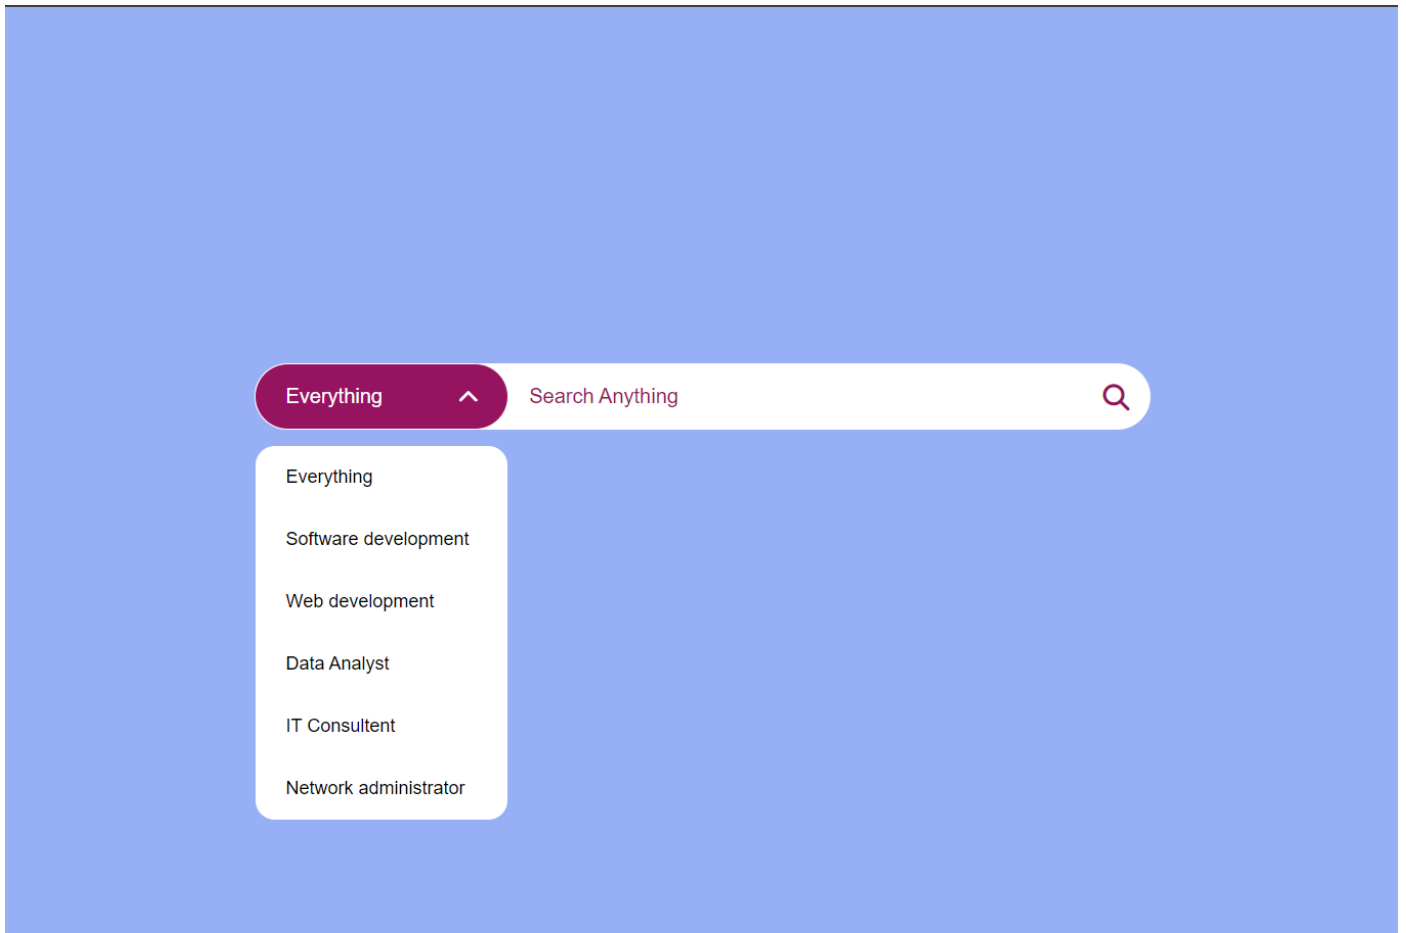 Everything
Search Anything
Everything
Software development
Web development
Data Analyst
IT Consultent
Network administrator